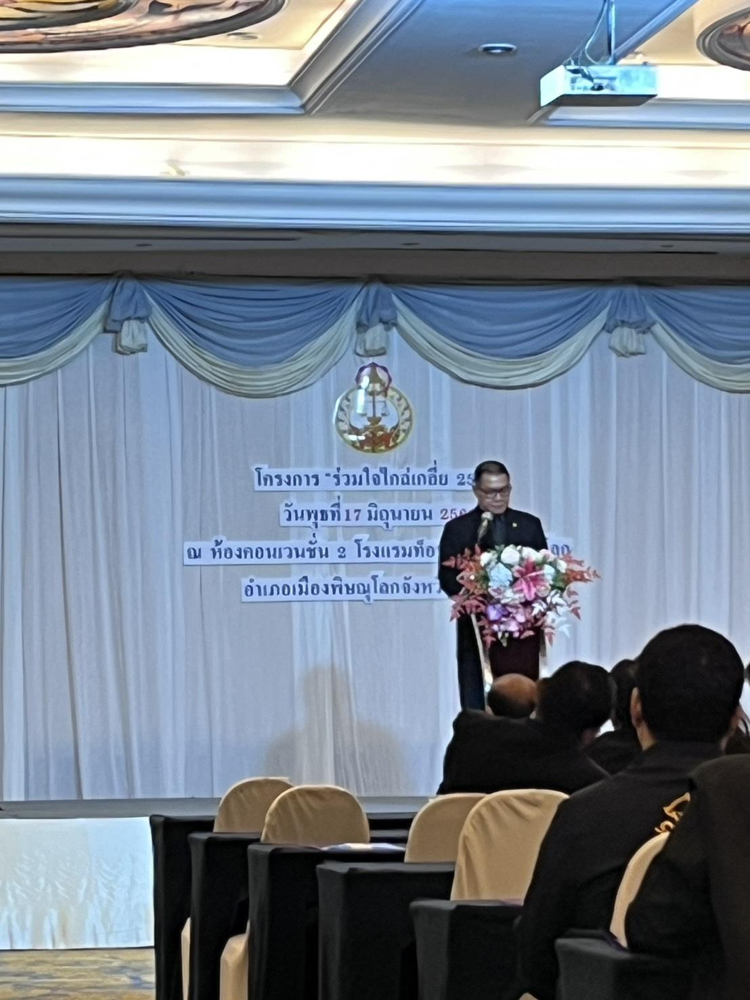 โครงการ "ร่วมใจไกล่เกลี่ย 25
วันพุธที่ 17 มิถุนายน 256
ณ ห้องคอนเวนชั่น 2 โรงแรมท็อ ลก
อำเภอเมืองพิษณุโลกจังหวั